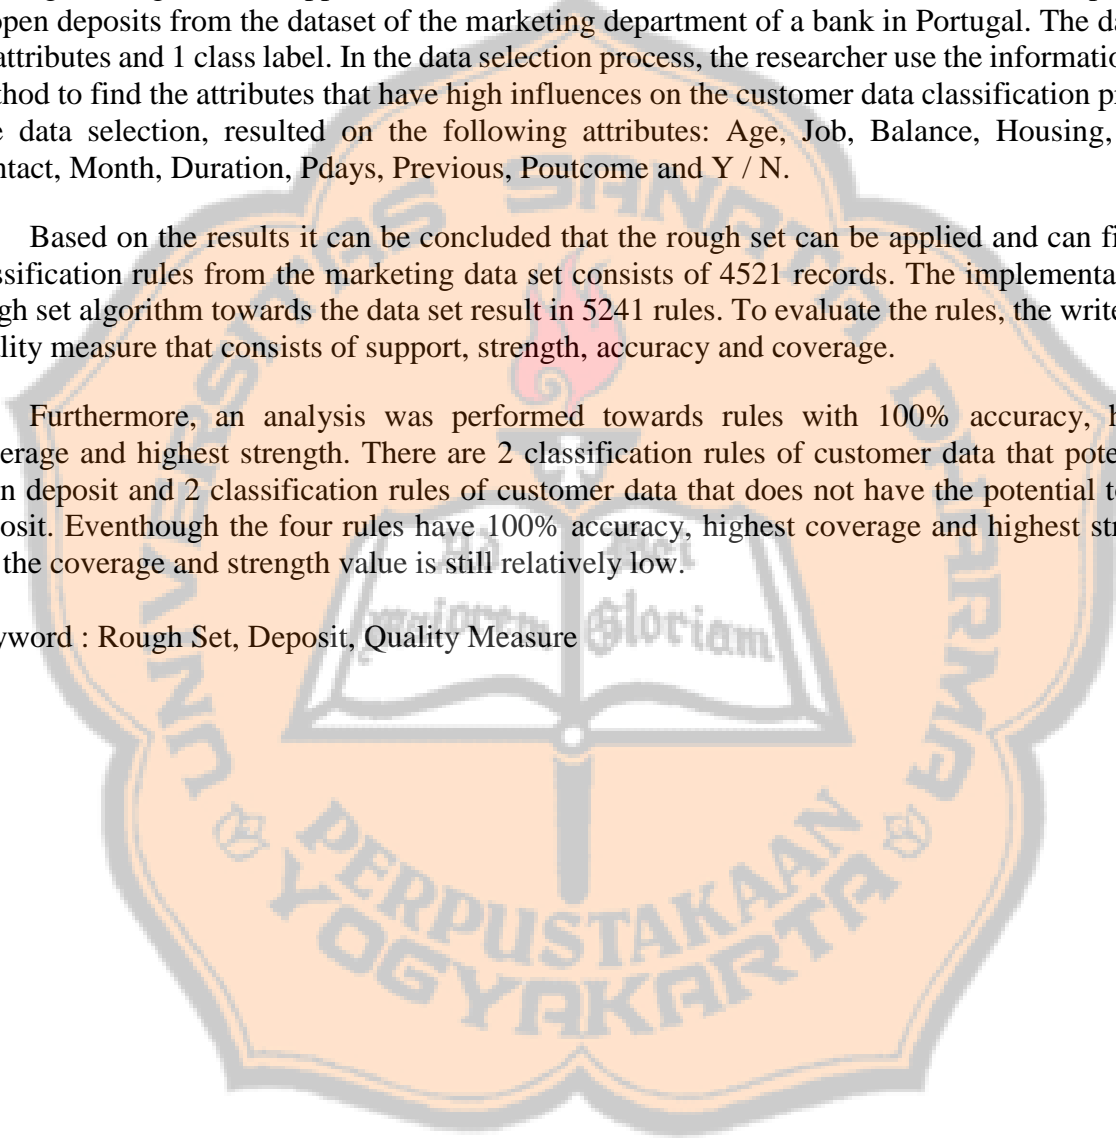 open deposits from the dataset of the marketing department of a bank in Portugal. The da
attributes and 1 class label. In the data selection process, the researcher use the informatio
thod to find the attributes that have high influences on the customer data classification p
e data selection, resulted on the following attributes: Age, Job, Balance, Housing,
ntact, Month, Duration, Pdays, Previous, Poutcome and Y / N.
Based on the results it can be concluded that the rough set can be applied and can fi
ssification rules from the marketing data set consists of 4521 records. The implementa
gh set algorithm towards the data set result in 5241 rules. To evaluate the rules, the write
lity measure that consists of support, strength, accuracy and coverage.
Furthermore, an analysis was performed towards rules with 100% accuracy, h
erage and highest strength. There are 2 classification rules of customer data that pote
n deposit and 2 classification rules of customer data that does not have the potential to
osit. Eventhough the four rules have 100% accuracy, highest coverage and highest str
the coverage and strength value is still relatively low.
yword : Rough Set, Deposit, Quality Measure
UNIVERSITAS SANATA DHARMA
Ad Dei
maiorem Gloriam
PERPUSTAKAAN
YOGYAKARTA